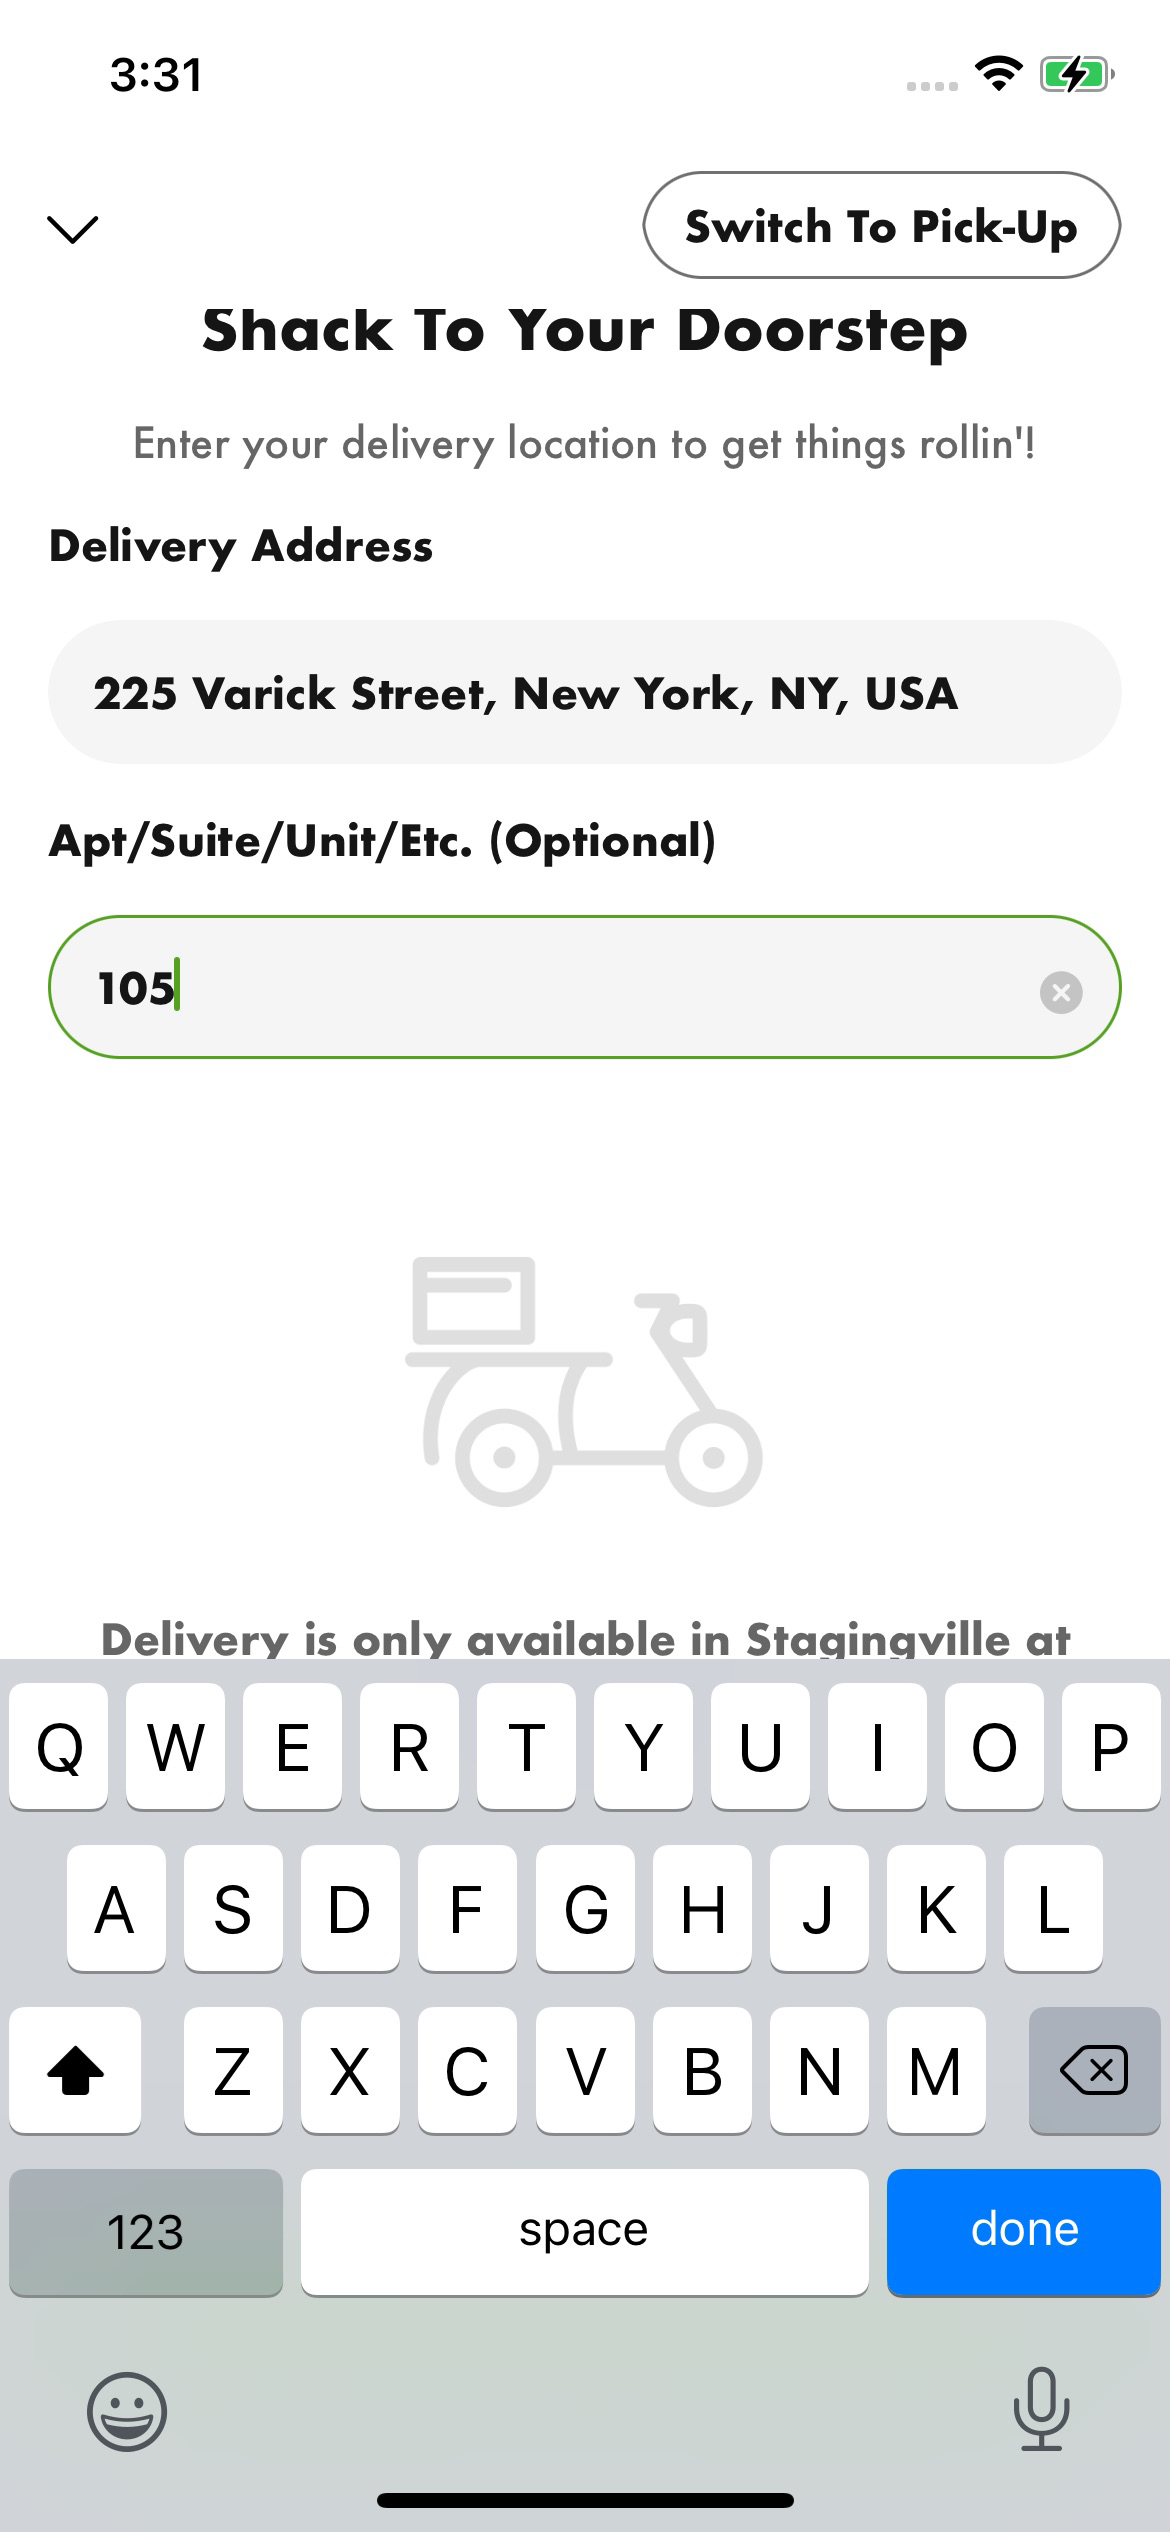 3:31
Switch To Pick-Up
Shack To Your Doorstep
Enter your delivery location to get things rollin'!
Delivery Address
225 Varick Street, New York, NY, USA
Apt/Suite/Unit/Etc. (Optional)
105
Delivery is only available in Stagingville at
Q W E R T Y U I O P
A S D F G H J K L
Z X C V B N M
123 space done